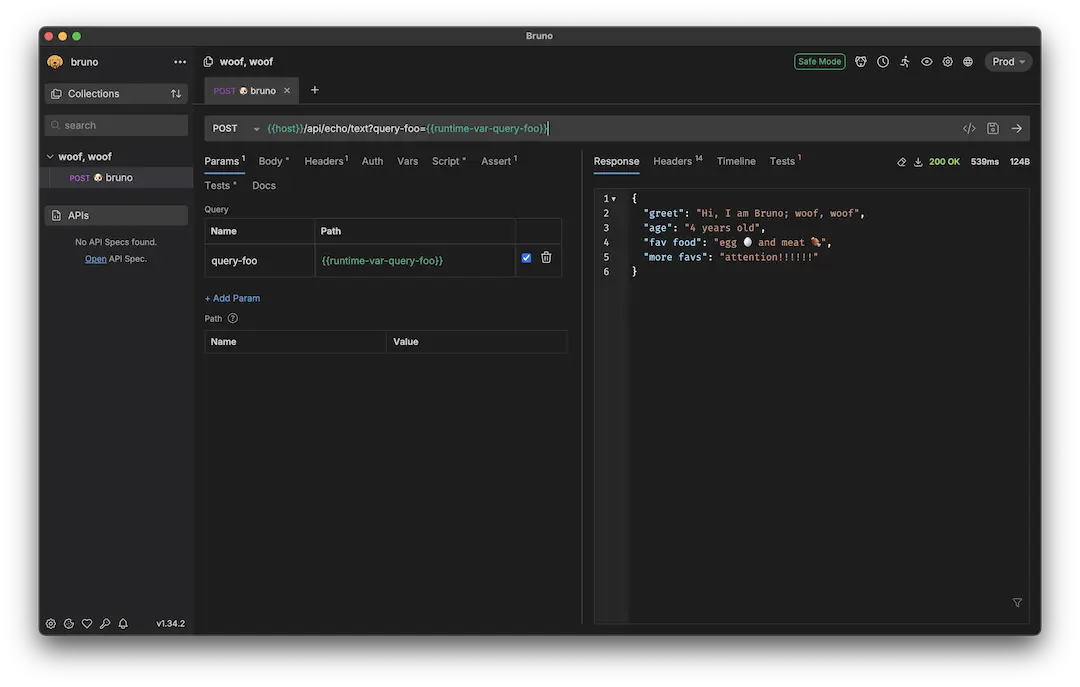 Bruno
bruno
woof, woof
Safe Mode
Prod
Collections
POST 🐶 bruno
search
POST
{{host}}/api/echo/text?query-foo={{runtime-var-query-foo}}
woof, woof
POST 🐶 bruno
APIs
No API Specs found.
Open API Spec.
Params 1 Body * Headers 1 Auth Vars Script * Assert 1
Tests * Docs
Query
Name Path
query-foo {{runtime-var-query-foo}}
+ Add Param
Path ?
Name Value
Response Headers 14 Timeline Tests 1 200 OK 539ms 124B
1 {
2 "greet": "Hi, I am Bruno; woof, woof",
3 "age": "4 years old",
4 "fav food": "egg 🥚 and meat 🍖",
5 "more favs": "attention!!!!!!"
6 }
v1.34.2